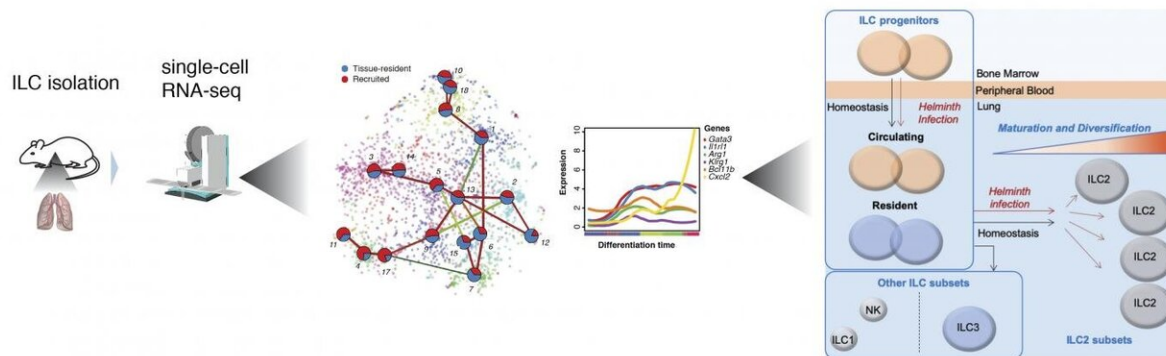 ILC isolation
single-cell
RNA-seq
Tissue-resident
Recruited
10
18
8
1
3
14
5
13
2
9
15
6
12
11
4
17
7
Expression
10
8
6
4
2
0
Differentiation time
Genes
Gata3
Il1rl1
Arg1
Klrg1
Bcl11b
Cxcl2
ILC progenitors
Bone Marrow
Peripheral Blood
Lung
Homeostasis
Helminth
Infection
Circulating
Resident
Maturation and Diversification
Helminth
infection
Homeostasis
ILC2
ILC2
ILC2
ILC2
ILC2 subsets
Other ILC subsets
NK
ILC1
ILC3